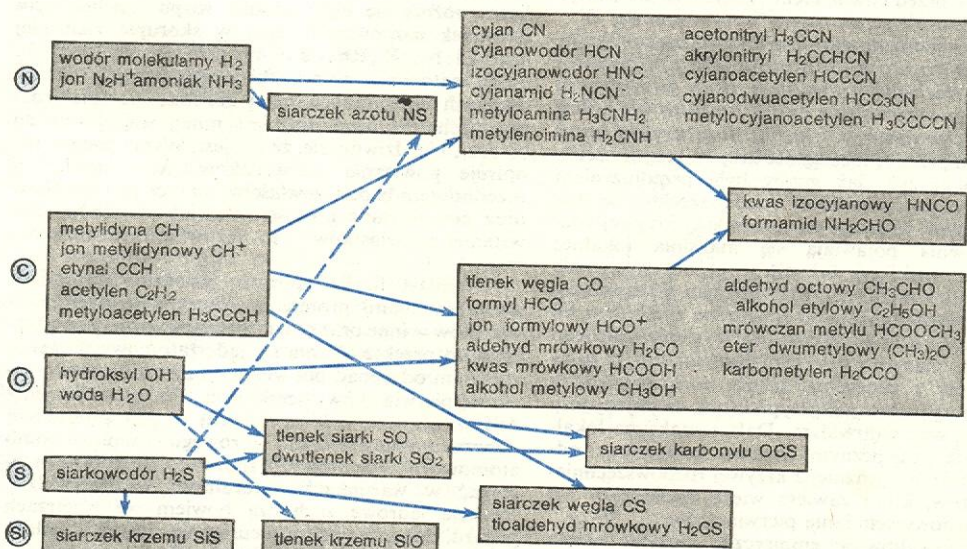 N
wodór molekularny H₂
jon N₂H⁺ amoniak NH₃
siarczek azotu NS
cyjan CN
cyjanowodór HCN
izocyjanowodór HNC
cyjanamid H₂NCN
metyloamina H₃CNH₂
metylenoimina H₂CNH
acetonitryl H₃CCN
akrylonitryl H₂CCHCN
cyjanoacetylen HCCCN
cyjanodwuacetylen HCC₃CN
metylocyjanoacetylen H₃CCCCN
kwas izocyjanowy HNCO
formamid NH₂CHO
C
metylidyna CH
jon metylidynowy CH⁺
etynal CCH
acetylen C₂H₂
metyloacetylen H₃CCCH
tlenek węgla CO
formyl HCO
jon formylowy HCO⁺
aldehyd mrówkowy H₂CO
kwas mrówkowy HCOOH
alkohol metylowy CH₃OH
aldehyd octowy CH₃CHO
alkohol etylowy C₂H₅OH
mrówczan metylu HCOOCH₃
eter dwumetylowy (CH₃)₂O
karbometylen H₂CCO
O
hydroksyl OH
woda H₂O
tlenek siarki SO
dwutlenek siarki SO₂
siarczek karbonylu OCS
S
siarkowodór H₂S
siarczek węgla CS
tioaldehyd mrówkowy H₂CS
Si
siarczek krzemu SiS
tlenek krzemu SiO